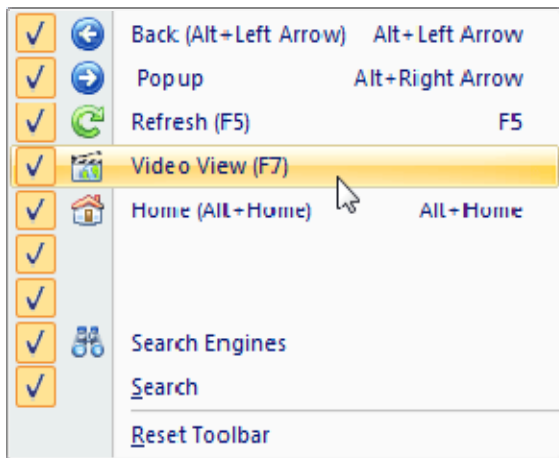 Back (Alt+Left Arrow) Alt+Left Arrow
Popup Alt+Right Arrow
Refresh (F5) F5
Video View (F7)
Home (Alt+Home) Alt+Home
Search Engines
Search
Reset Toolbar